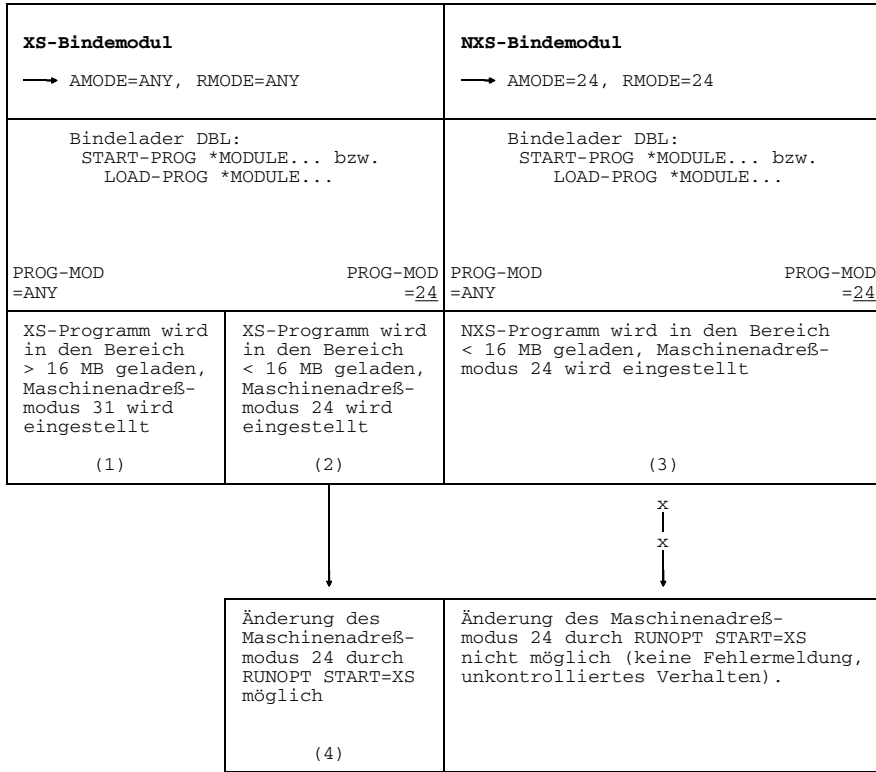 XS-Bindemodul
AMODE=ANY, RMODE=ANY
NXS-Bindemodul
AMODE=24, RMODE=24
Bindelader DBL:
START-PROG *MODULE... bzw.
LOAD-PROG *MODULE...
PROG-MOD
=ANY
PROG-MOD
=24
Bindelader DBL:
START-PROG *MODULE... bzw.
LOAD-PROG *MODULE...
PROG-MOD
=ANY
PROG-MOD
=24
XS-Programm wird
in den Bereich
> 16 MB geladen,
Maschinenadreß-
modus 31 wird
eingestellt
(1)
XS-Programm wird
in den Bereich
< 16 MB geladen,
Maschinenadreß-
modus 24 wird
eingestellt
(2)
NXS-Programm wird in den Bereich
< 16 MB geladen, Maschinenadreß-
modus 24 wird eingestellt
(3)
x
x
Änderung des
Maschinenadreß-
modus 24 durch
RUNOPT START=XS
möglich
(4)
Änderung des Maschinenadreß-
modus 24 durch RUNOPT START=XS
nicht möglich (keine Fehlermeldung,
unkontrolliertes Verhalten).